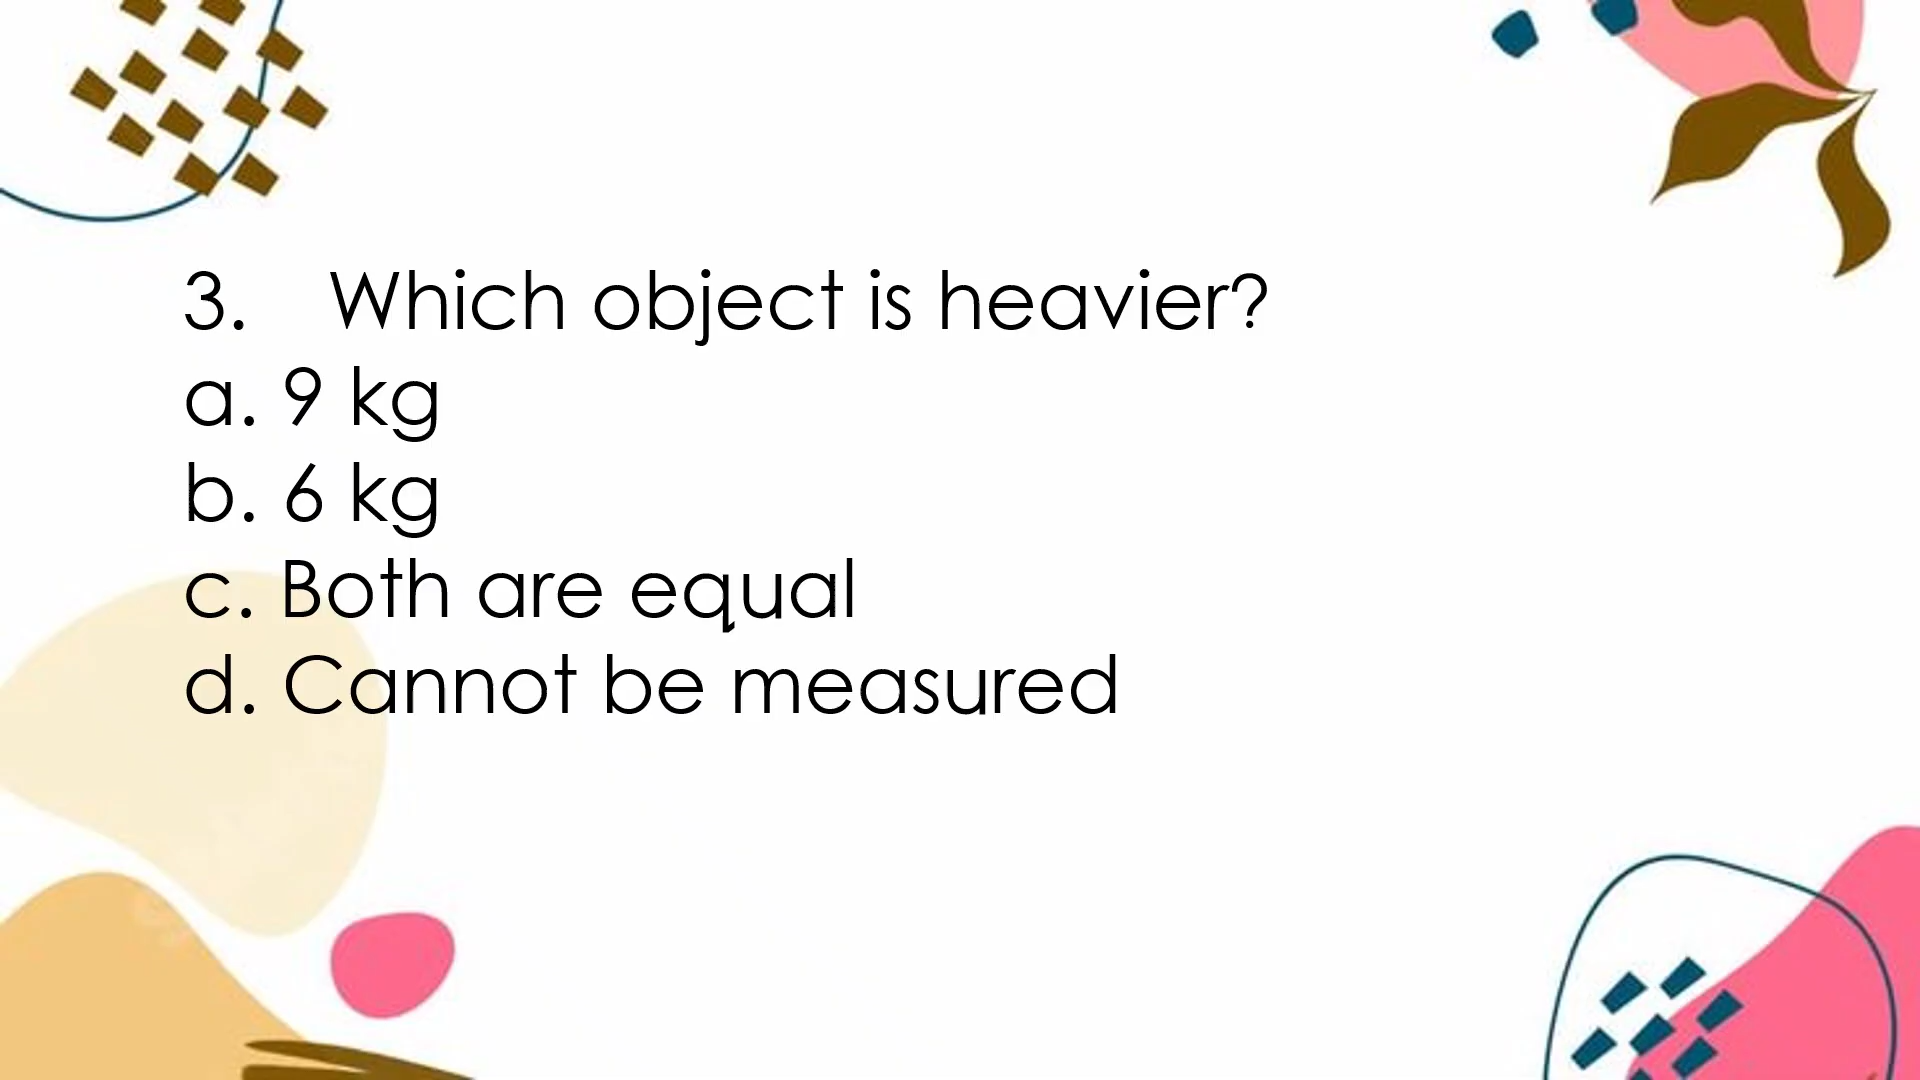 3. Which object is heavier?
a. 9 kg
b. 6 kg
c. Both are equal
d. Cannot be measured